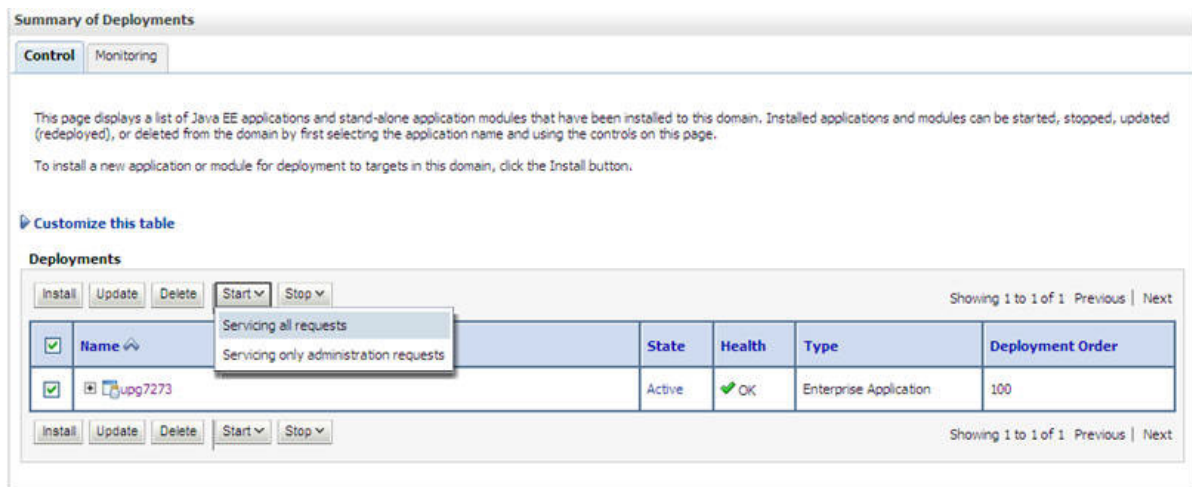 Summary of Deployments
Control Monitoring
This page displays a list of Java EE applications and stand-alone application modules that have been installed to this domain. Installed applications and modules can be started, stopped, updated
(redeployed), or deleted from the domain by first selecting the application name and using the controls on this page.
To install a new application or module for deployment to targets in this domain, click the Install button.
Customize this table
Deployments
Install Update Delete Start Stop Showing 1 to 1 of 1 Previous | Next
Servicing all requests
Name State Health Type Deployment Order
Servicing only administration requests
upg7273 Active OK Enterprise Application 100
Install Update Delete Start Stop Showing 1 to 1 of 1 Previous | Next